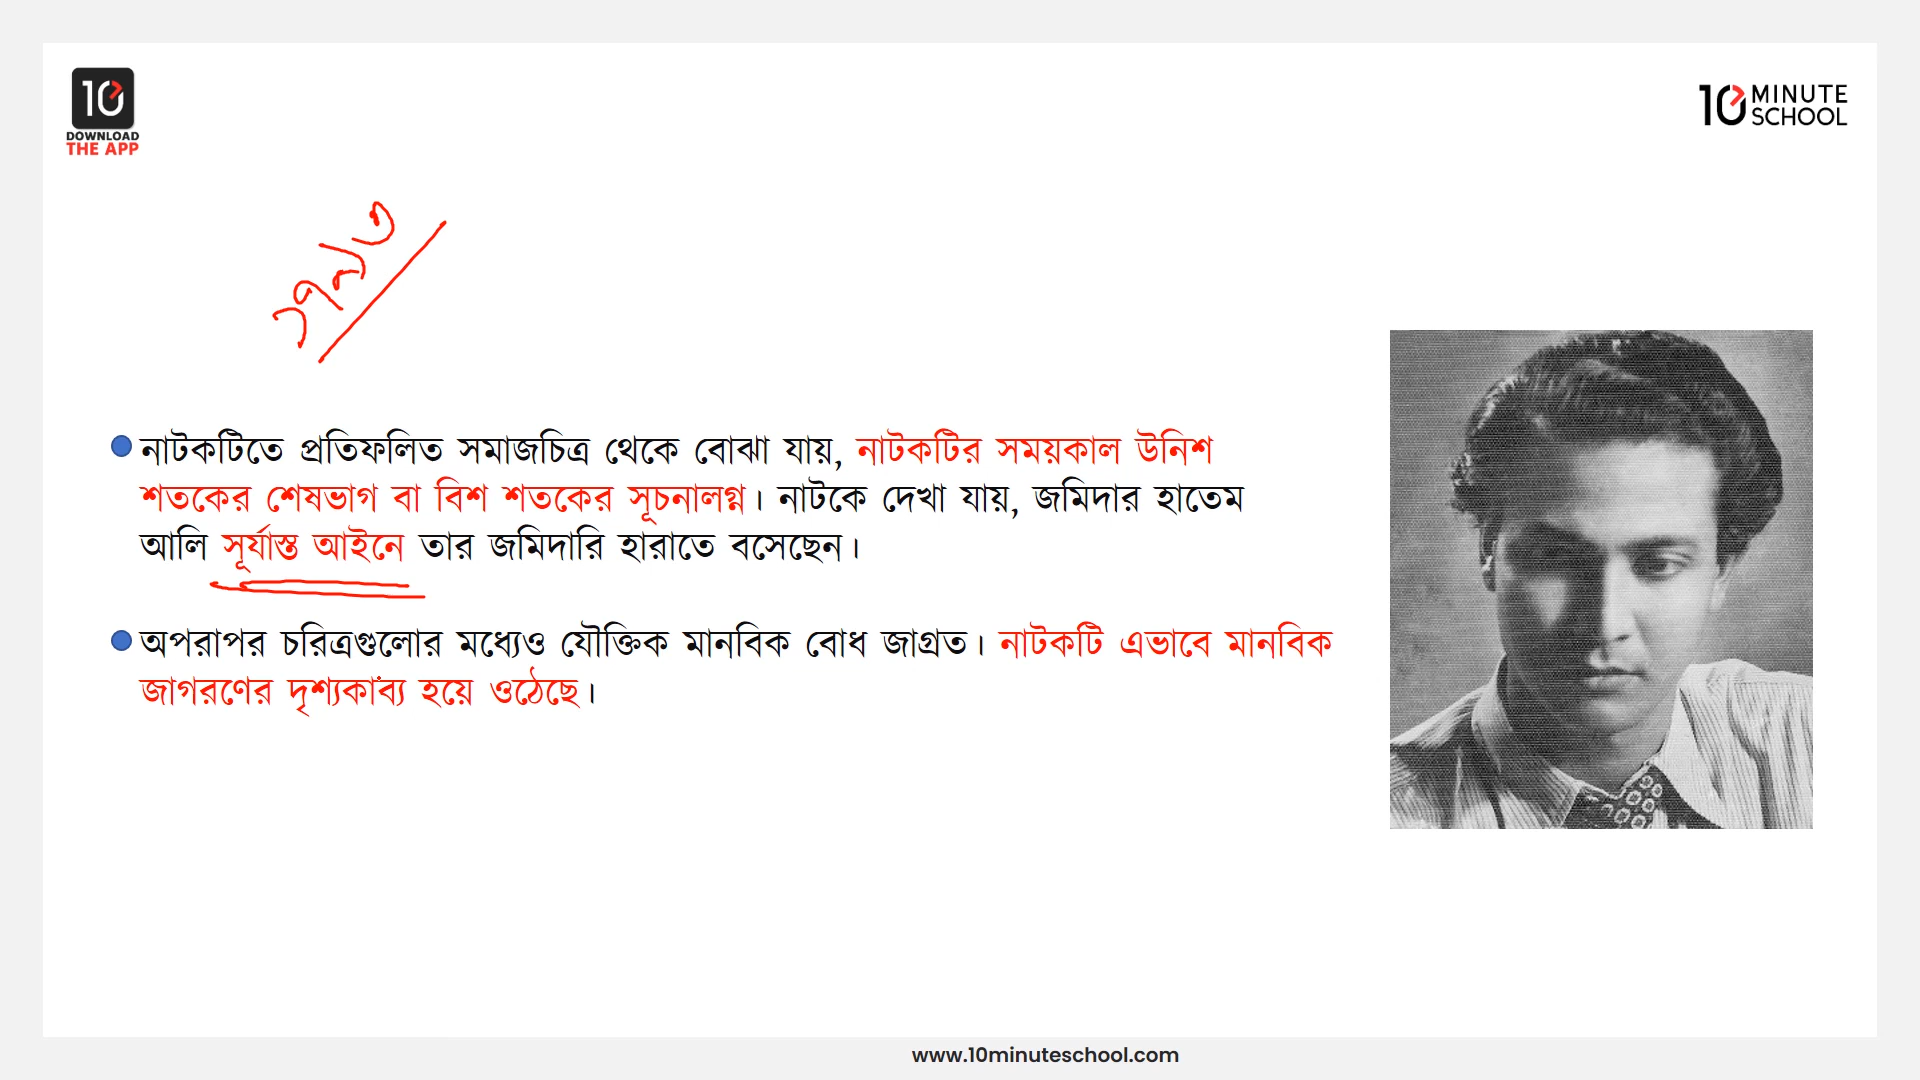 10
DOWNLOAD
THE APP
10 MINUTE
SCHOOL
১৭৯৩
নাটকটিতে প্রতিফলিত সমাজচিত্র থেকে বোঝা যায়, নাটকটির সময়কাল উনিশ
শতকের শেষভাগ বা বিশ শতকের সূচনালগ্ন। নাটকে দেখা যায়, জমিদার হাতেম
আলি সূর্যাস্ত আইনে তার জমিদারি হারাতে বসেছেন।
অপরাপর চরিত্রগুলোর মধ্যেও যৌক্তিক মানবিক বোধ জাগ্রত। নাটকটি এভাবে মানবিক
জাগরণের দৃশ্যকাব্য হয়ে ওঠেছে।
www.10minuteschool.com